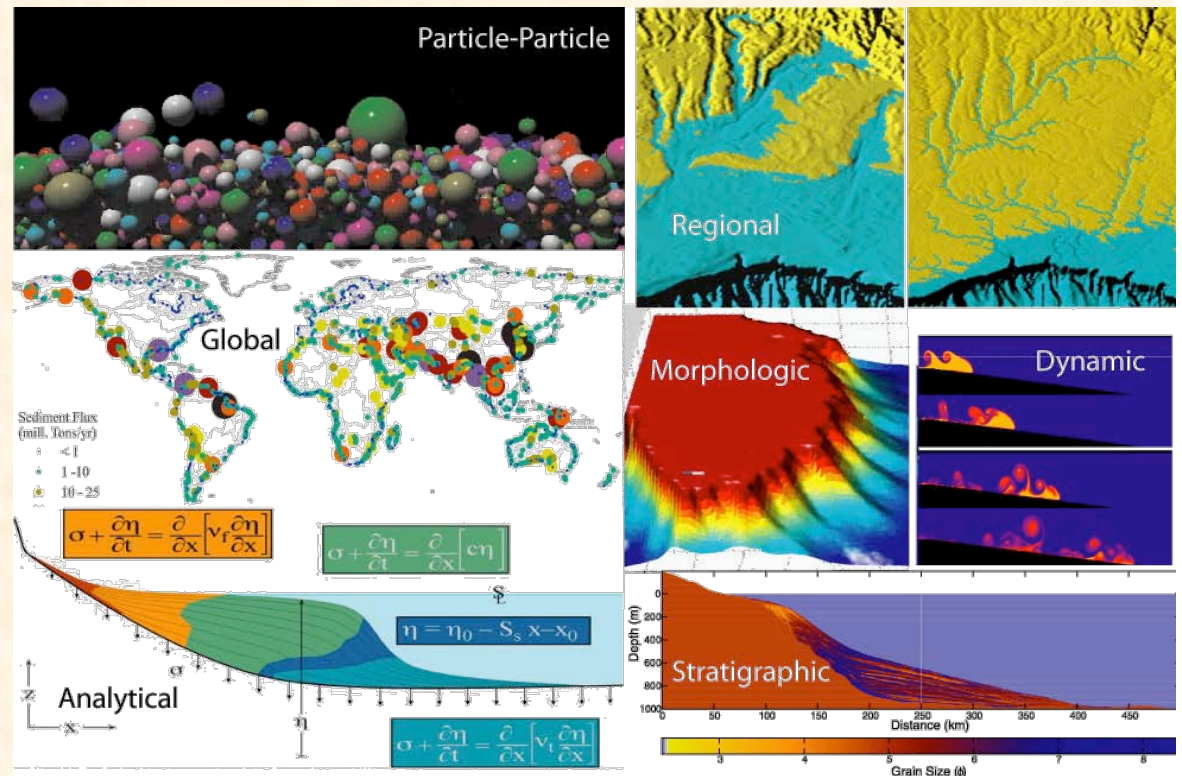 Particle-Particle
Regional
Global
Sediment Flux
(mill. Tons/yr)
< 1
1 -10
10 - 25
Morphologic
Dynamic
σ + ∂η/∂t = ∂/∂x [ν_f ∂η/∂x]
σ + ∂η/∂t = ∂/∂x [cη]
SL
η = η₀ − S_s x−x₀
σ
Analytical
z
x
η
σ + ∂η/∂t = ∂/∂x [ν_t ∂η/∂x]
Stratigraphic
Depth (m)
0
200
400
600
800
1000
0 50 100 150 200 250 300 350 400 450
Distance (km)
3 4 5 6 7 8
Grain Size (ϕ)